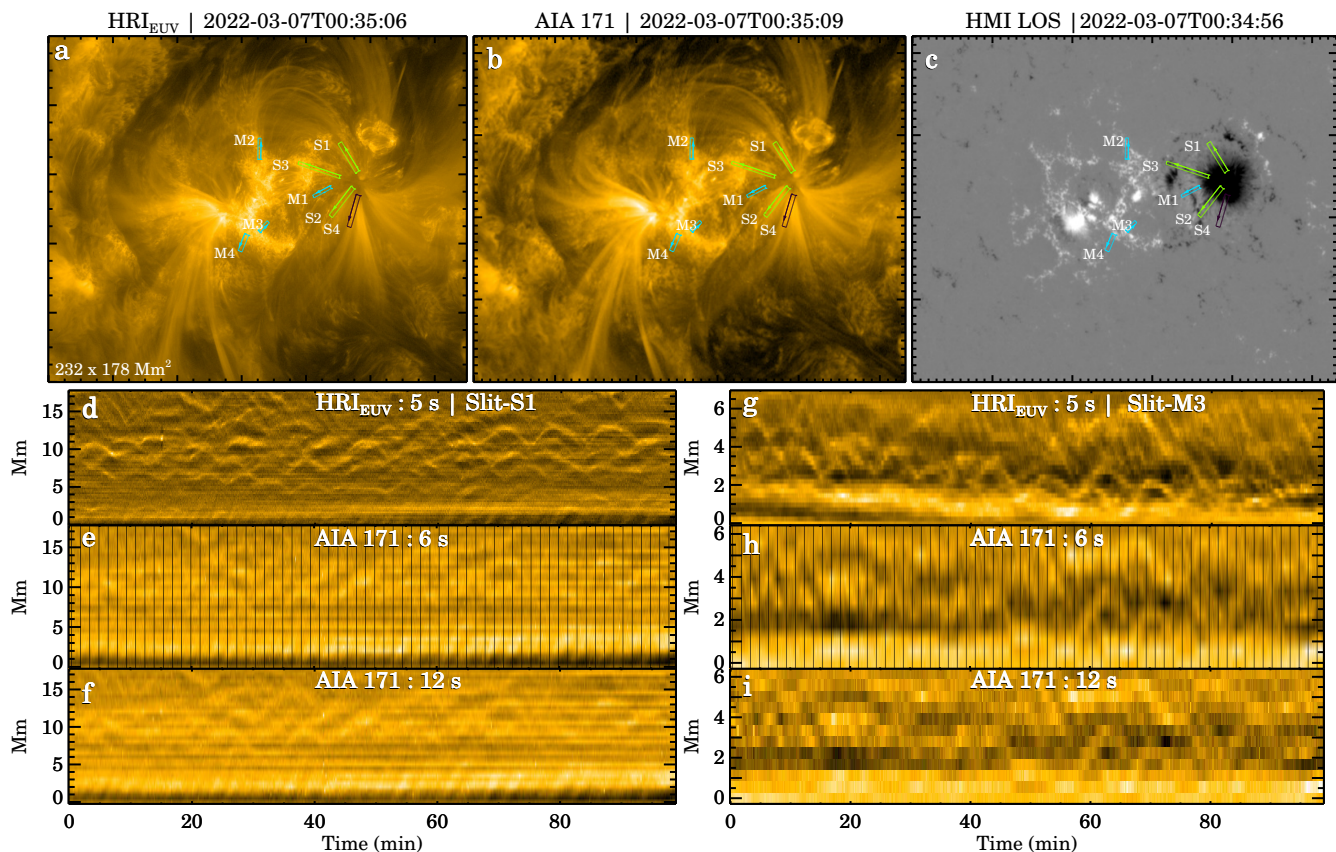 HRI_EUV | 2022-03-07T00:35:06
AIA 171 | 2022-03-07T00:35:09
HMI LOS |2022-03-07T00:34:56
a
M2
S1
S3
M1
S2
M3
S4
M4
232 x 178 Mm²
b
M2
S1
S3
M1
S2
M3
S4
M4
c
M2
S1
S3
M1
S2
M3
S4
M4
d
HRI_EUV : 5 s | Slit-S1
Mm
15
10
5
0
e
AIA 171 : 6 s
Mm
15
10
5
0
f
AIA 171 : 12 s
Mm
15
10
5
0
0
20
40
60
80
Time (min)
g
HRI_EUV : 5 s | Slit-M3
Mm
6
4
2
0
h
AIA 171 : 6 s
Mm
6
4
2
0
i
AIA 171 : 12 s
Mm
6
4
2
0
0
20
40
60
80
Time (min)